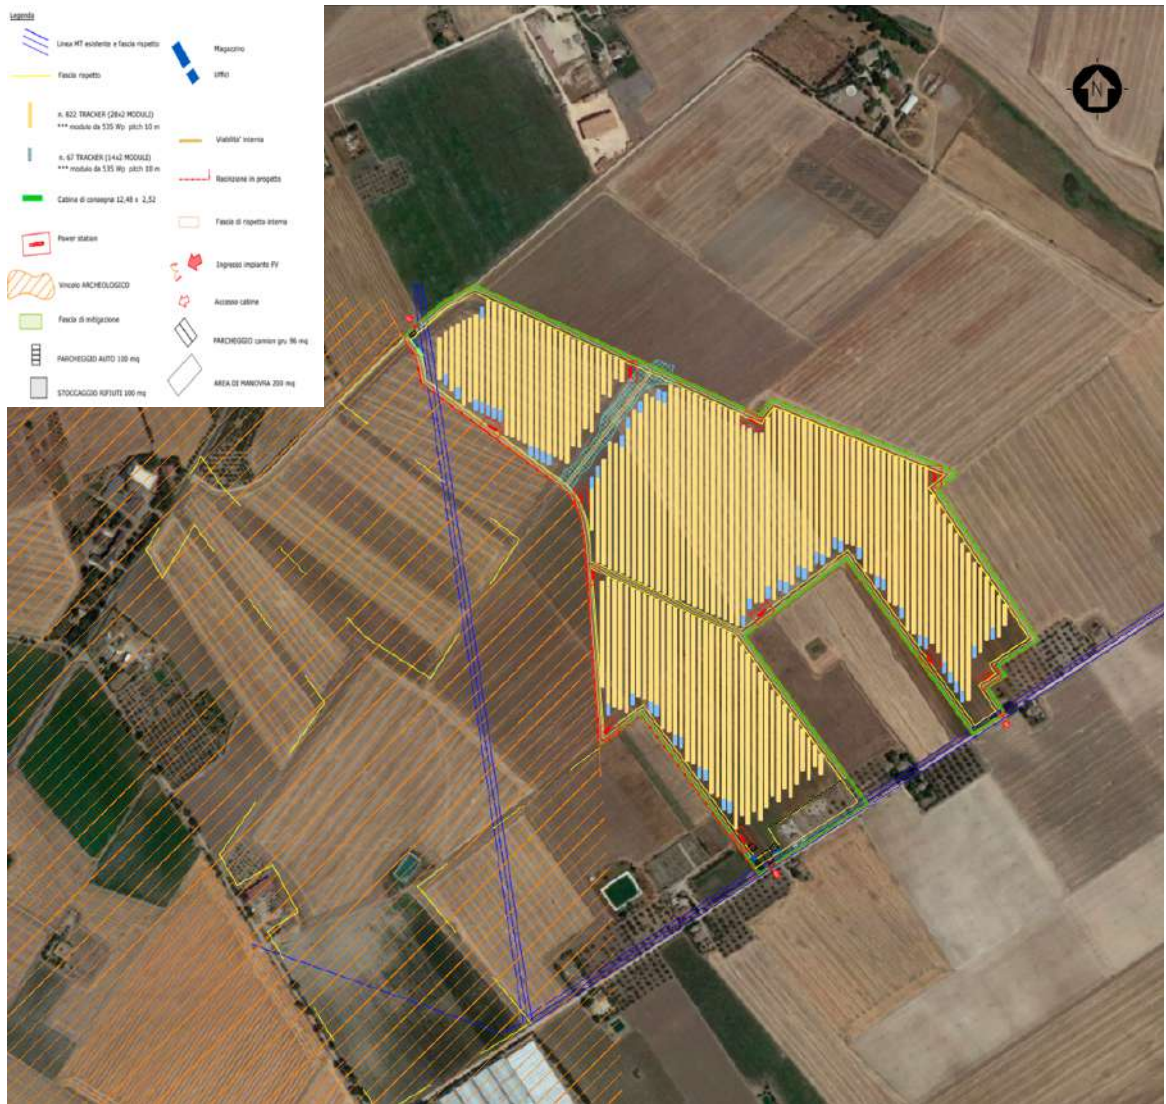 Legenda
Linea MT esistente e fascia rispetto
Fascia rispetto
n. 822 TRACKER (28x2 MODULI)
*** modulo da 535 Wp pitch 10 m
n. 67 TRACKER (14x2 MODULI)
*** modulo da 535 Wp pitch 10 m
Cabina di consegna 12,48 x 2,52
Power station
Vincolo ARCHEOLOGICO
Fascia di mitigazione
PARCHEGGIO AUTO 100 mq
STOCCAGGIO RIFIUTI 100 mq
Magazzino
Uffici
Viabilita' interna
Recinzione in progetto
Fascia di rispetto interna
Ingresso impianto FV
Accesso cabine
PARCHEGGIO camion gru 96 mq
AREA DI MANOVRA 200 mq
N